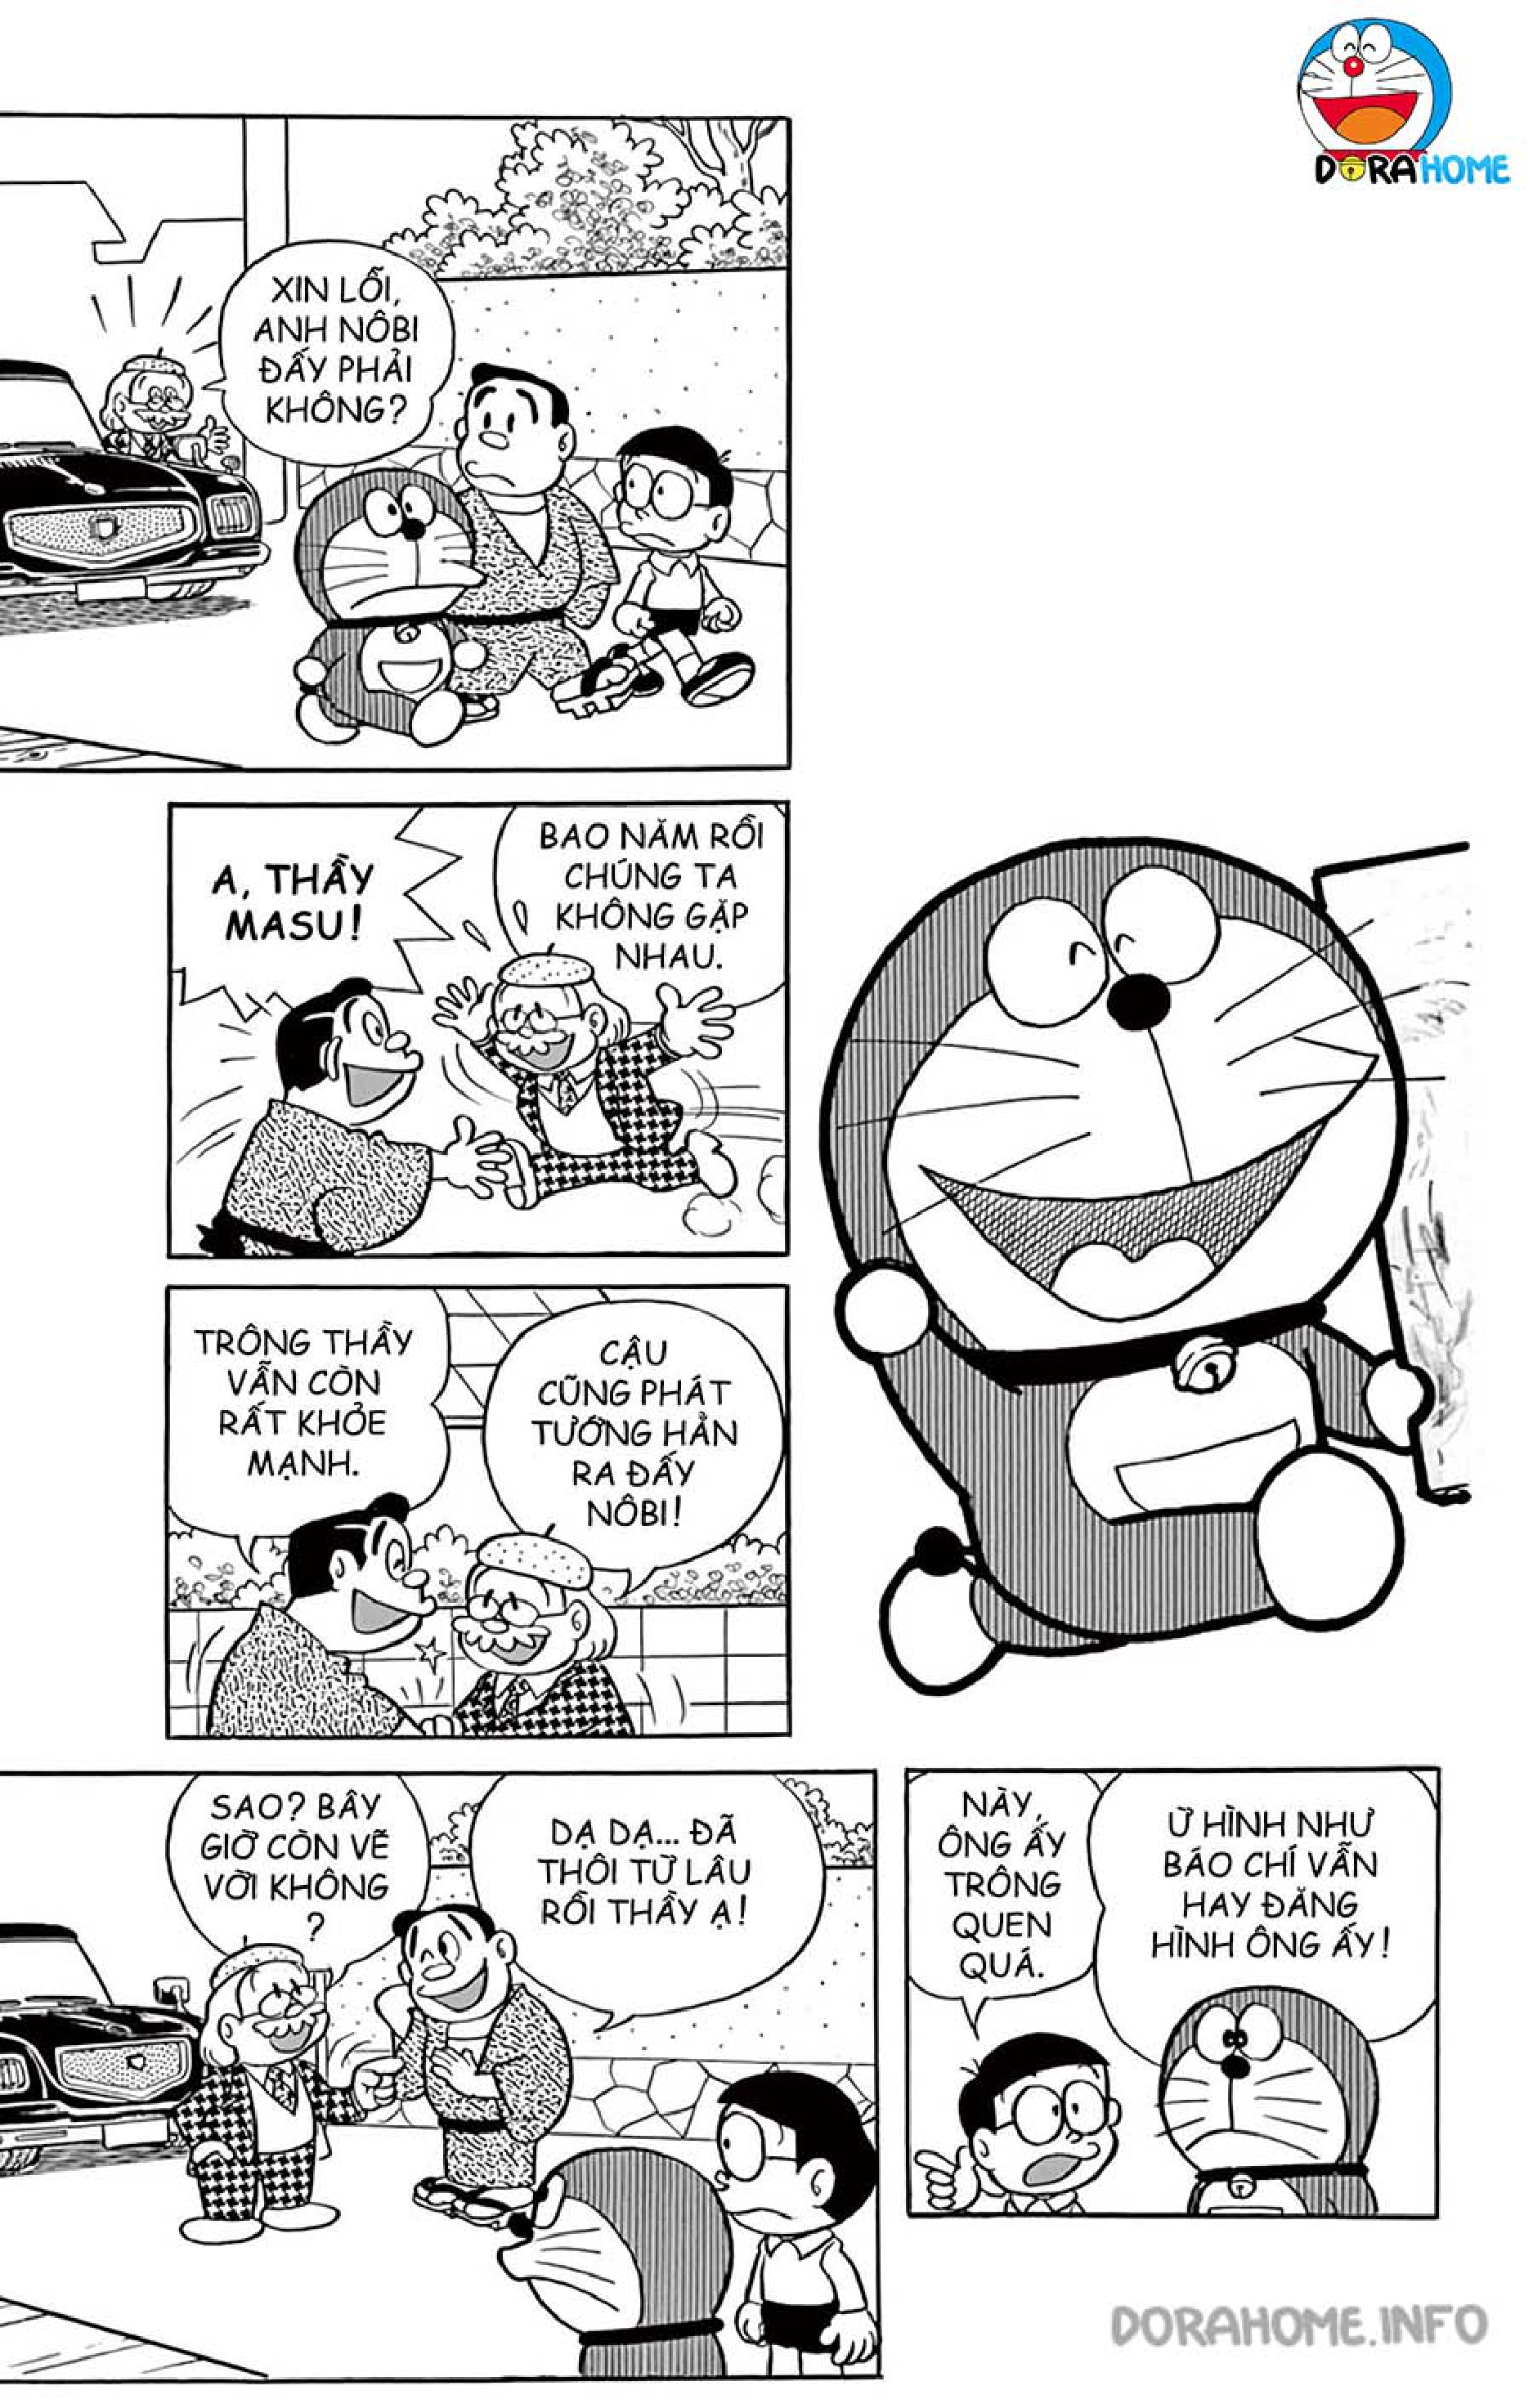 DORAHOME
XIN LỖI,
ANH NÔBI
ĐẤY PHẢI
KHÔNG?
BAO NĂM RỒI
CHÚNG TA
KHÔNG GẶP
NHAU.
A, THẦY
MASU!
CẬU
CŨNG PHÁT
TƯỚNG HẲN
RA ĐẤY
NÔBI!
TRÔNG THẦY
VẪN CÒN
RẤT KHỎE
MẠNH.
Ừ HÌNH NHƯ
BÁO CHÍ VẪN
HAY ĐĂNG
HÌNH ÔNG ẤY!
NÀY,
ÔNG ẤY
TRÔNG
QUEN
QUÁ.
DẠ DẠ... ĐÃ
THÔI TỪ LÂU
RỒI THẦY Ạ!
SAO? BÂY
GIỜ CÒN VẼ
VỜI KHÔNG
?
DORAHOME.INFO